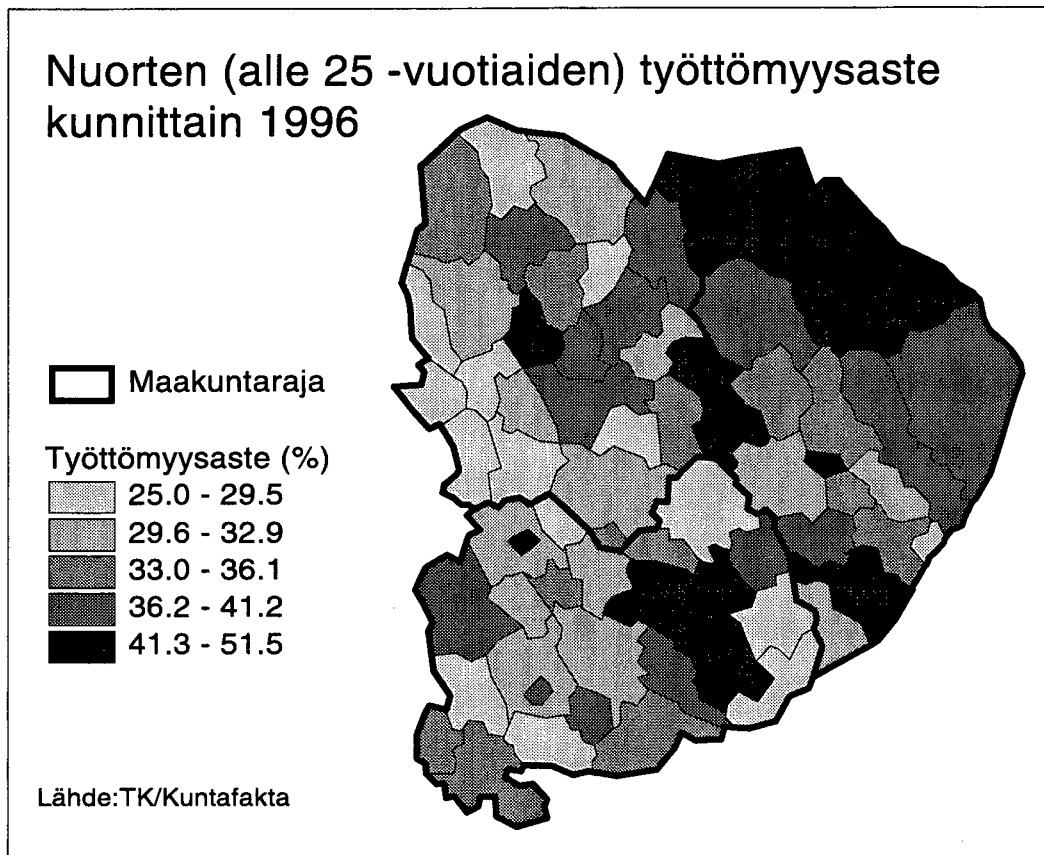 Nuorten (alle 25 -vuotiaiden) työttömyysaste
kunnittain 1996
Maakuntaraja
Työttömyysaste (%)
25.0 - 29.5
29.6 - 32.9
33.0 - 36.1
36.2 - 41.2
41.3 - 51.5
Lähde:TK/Kuntafakta